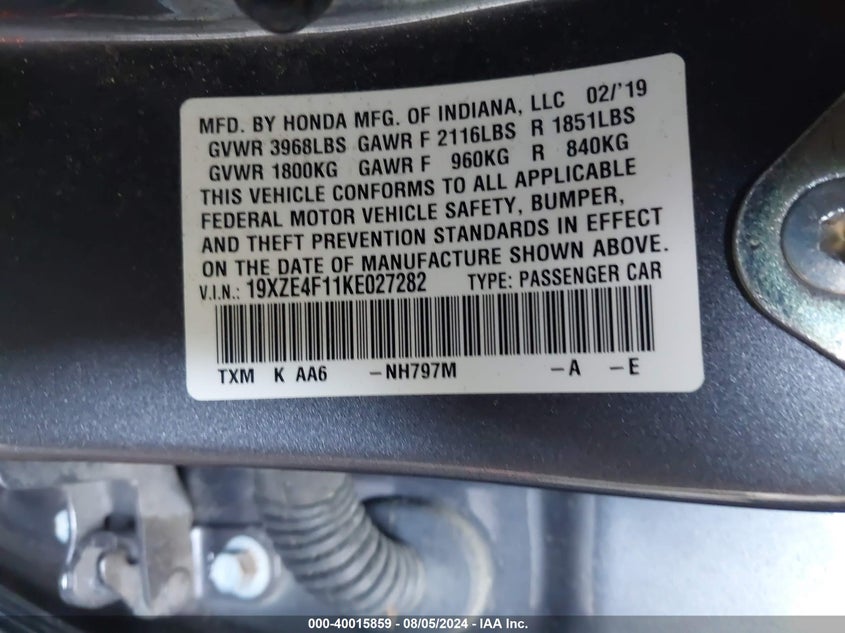 MFD. BY HONDA MFG. OF INDIANA, LLC 02/'19
GVWR 3968LBS GAWR F 2116LBS R 1851LBS
GVWR 1800KG GAWR F 960KG R 840KG
THIS VEHICLE CONFORMS TO ALL APPLICABLE
FEDERAL MOTOR VEHICLE SAFETY, BUMPER,
AND THEFT PREVENTION STANDARDS IN EFFECT
ON THE DATE OF MANUFACTURE SHOWN ABOVE.
V.I.N.: 19XZE4F11KE027282 TYPE: PASSENGER CAR
TXM K AA6 -NH797M -A -E
000-40015859 - 08/05/2024 - IAA Inc.